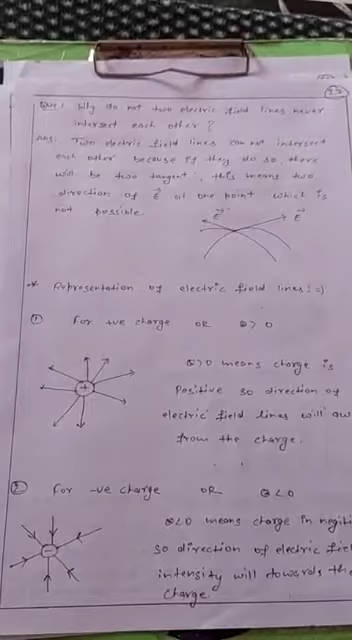 22
Que: Why do not two electric field lines never
intersect each other?
Ans: Two electric field lines can not intersect
each other because if they do so, there
will be two tangent, this means two
direction of E⃗ at one point which is
not possible.
E⃗ E⃗
* Representation of electric field lines:=)
① For +ve charge OR Q>0
+
Q>0 means charge is
Positive so direction of
electric field lines will aw
from the charge.
② For -ve charge OR Q<0
−
Q<0 means charge in negiti
so direction of electric fiel
intensity will towards the
charge